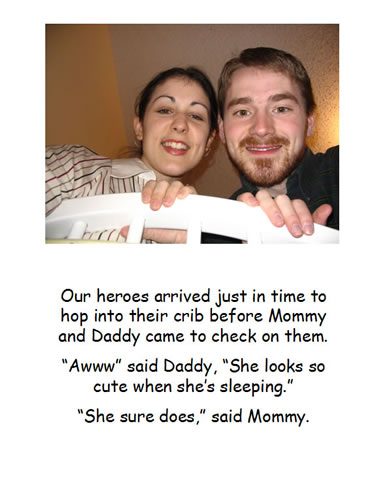 Our heroes arrived just in time to
hop into their crib before Mommy
and Daddy came to check on them.
“Awww” said Daddy, “She looks so
cute when she’s sleeping.”
“She sure does,” said Mommy.